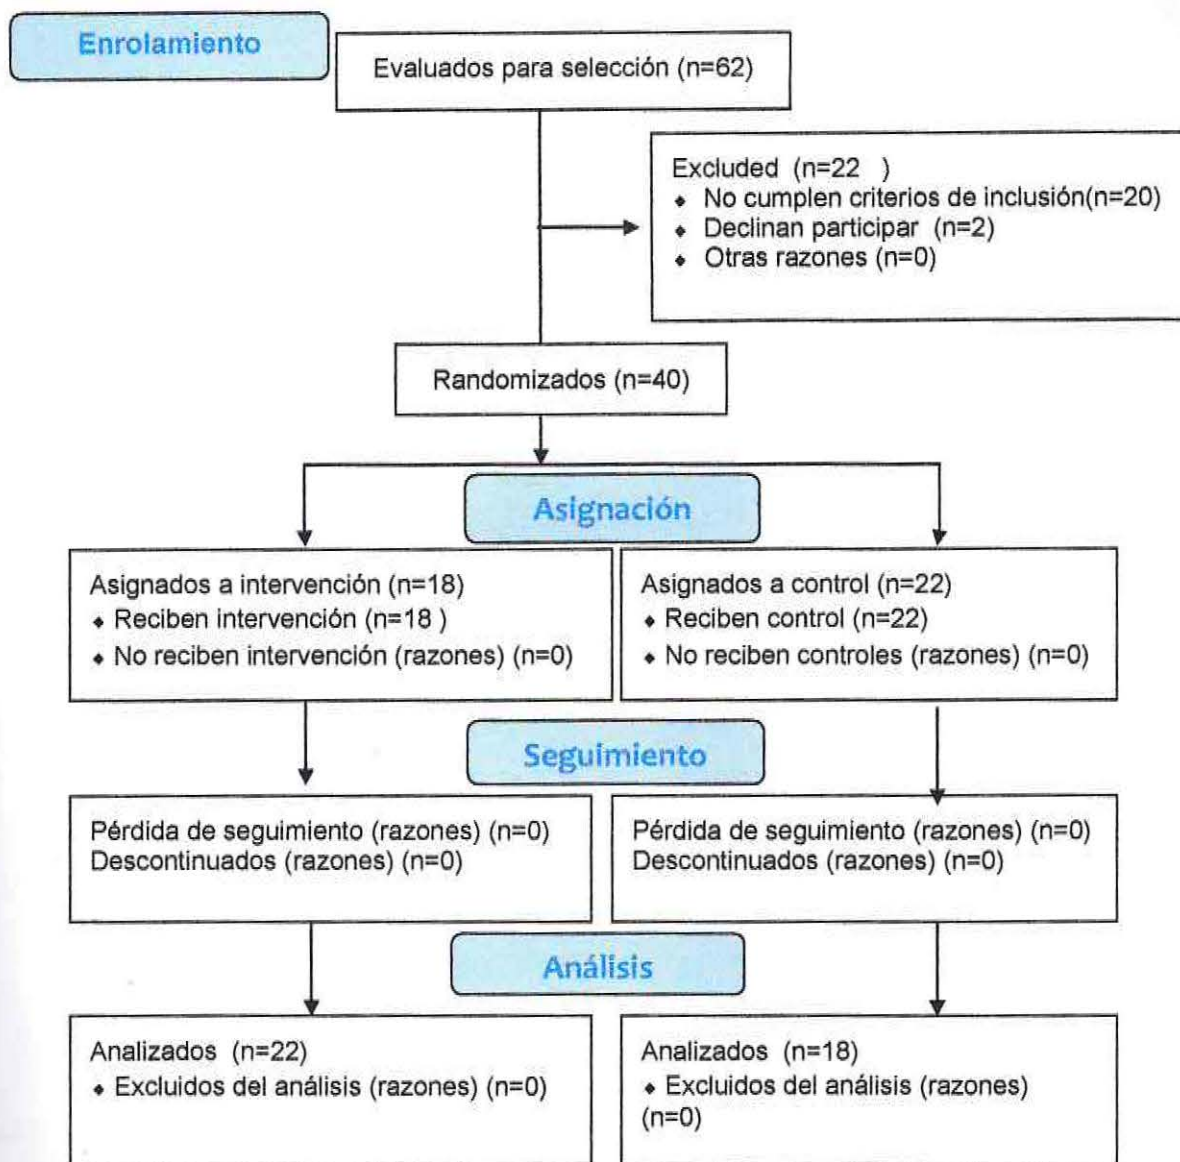 Enrolamiento
Evaluados para selección (n=62)
Excluded (n=22 )
⬥ No cumplen criterios de inclusión(n=20)
⬥ Declinan participar (n=2)
⬥ Otras razones (n=0)
Randomizados (n=40)
Asignación
Asignados a intervención (n=18)
⬥ Reciben intervención (n=18 )
⬥ No reciben intervención (razones) (n=0)
Asignados a control (n=22)
⬥ Reciben control (n=22)
⬥ No reciben controles (razones) (n=0)
Seguimiento
Pérdida de seguimiento (razones) (n=0)
Descontinuados (razones) (n=0)
Pérdida de seguimiento (razones) (n=0)
Descontinuados (razones) (n=0)
Análisis
Analizados (n=22)
⬥ Excluidos del análisis (razones) (n=0)
Analizados (n=18)
⬥ Excluidos del análisis (razones)
(n=0)